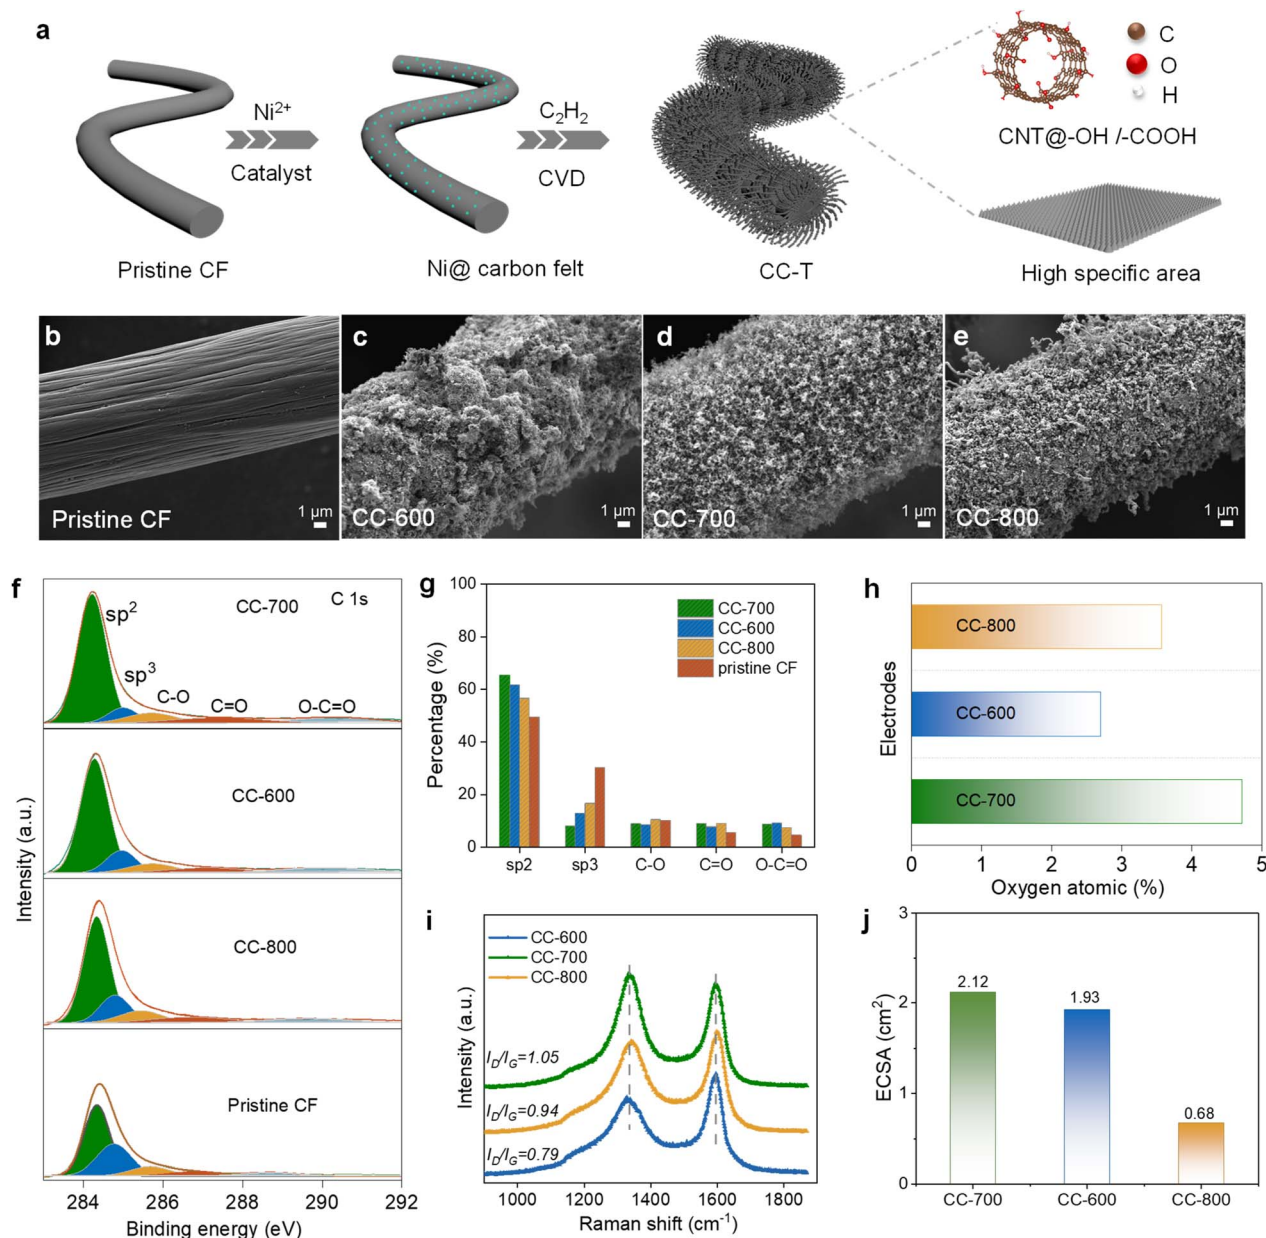 a
Ni²⁺
Catalyst
C₂H₂
CVD
C
O
H
CNT@-OH /-COOH
Pristine CF
Ni@ carbon felt
CC-T
High specific area
b
Pristine CF
1 µm
c
CC-600
1 µm
d
CC-700
1 µm
e
CC-800
1 µm
f
CC-700
C 1s
sp²
sp³
C-O
C=O
O-C=O
CC-600
CC-800
Pristine CF
Intensity (a.u.)
284 286 288 290 292
Binding energy (eV)
g
100
80
60
40
20
0
Percentage (%)
CC-700
CC-600
CC-800
pristine CF
sp2 sp3 C-O C=O O-C=O
h
CC-800
CC-600
CC-700
Electrodes
0 1 2 3 4 5
Oxygen atomic (%)
i
CC-600
CC-700
CC-800
I_D/I_G=1.05
I_D/I_G=0.94
I_D/I_G=0.79
Intensity (a.u.)
1000 1200 1400 1600 1800
Raman shift (cm⁻¹)
j
3
2
1
0
ECSA (cm²)
2.12
1.93
0.68
CC-700 CC-600 CC-800